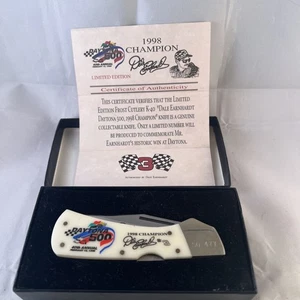 1998
CHAMPION
DAYTONA
500
LIMITED EDITION
Certificate of Authenticity
THIS CERTIFICATE VERIFIES THAT THE LIMITED
EDITION FROST CUTLERY K-40 "DALE EARNHARDT
DAYTONA 500, 1998 CHAMPION" KNIFE IS A GENUINE
COLLECTABLE KNIFE. ONLY A LIMITED NUMBER WILL
BE PRODUCED TO COMMEMORATE MR.
EARNHARDT'S HISTORIC WIN AT DAYTONA.
3
DAYTONA
500
1998 CHAMPION